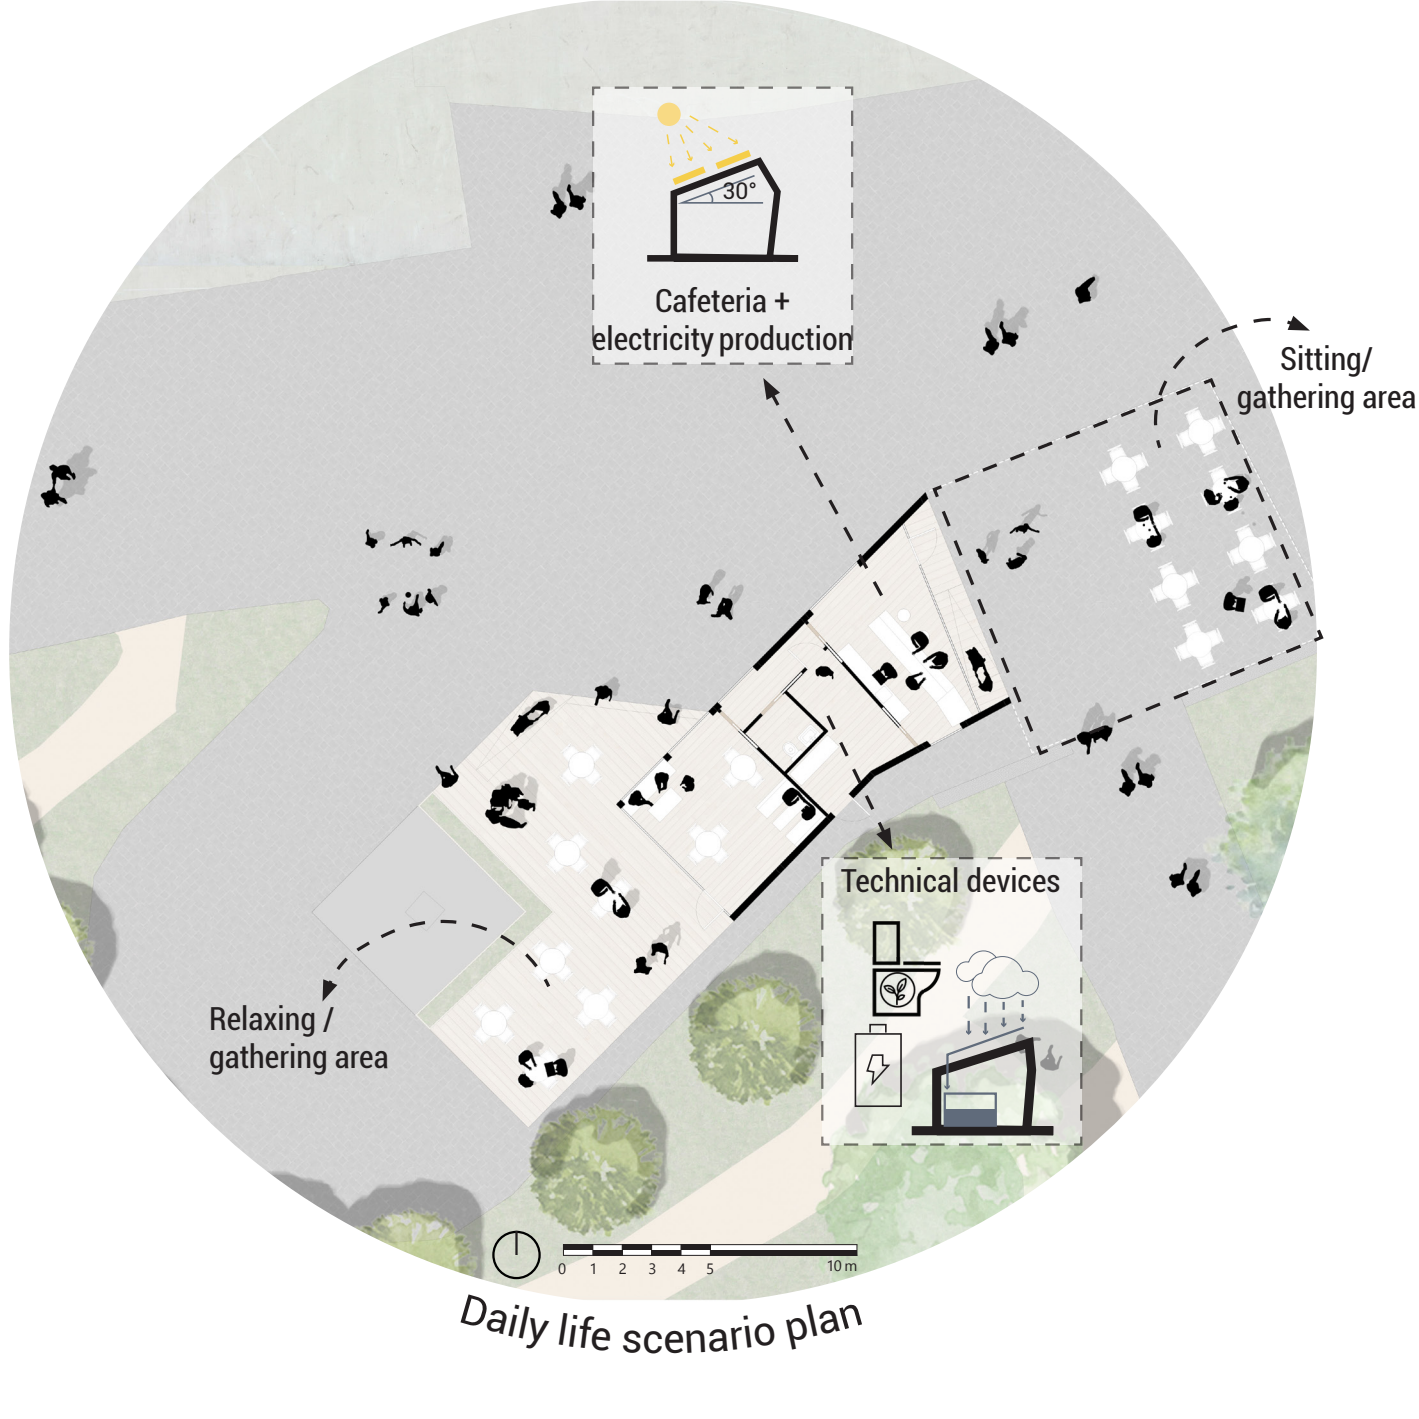 30°
Cafeteria +
electricity production
Sitting/
gathering area
Technical devices
Relaxing /
gathering area
0 1 2 3 4 5 10 m
Daily life scenario plan